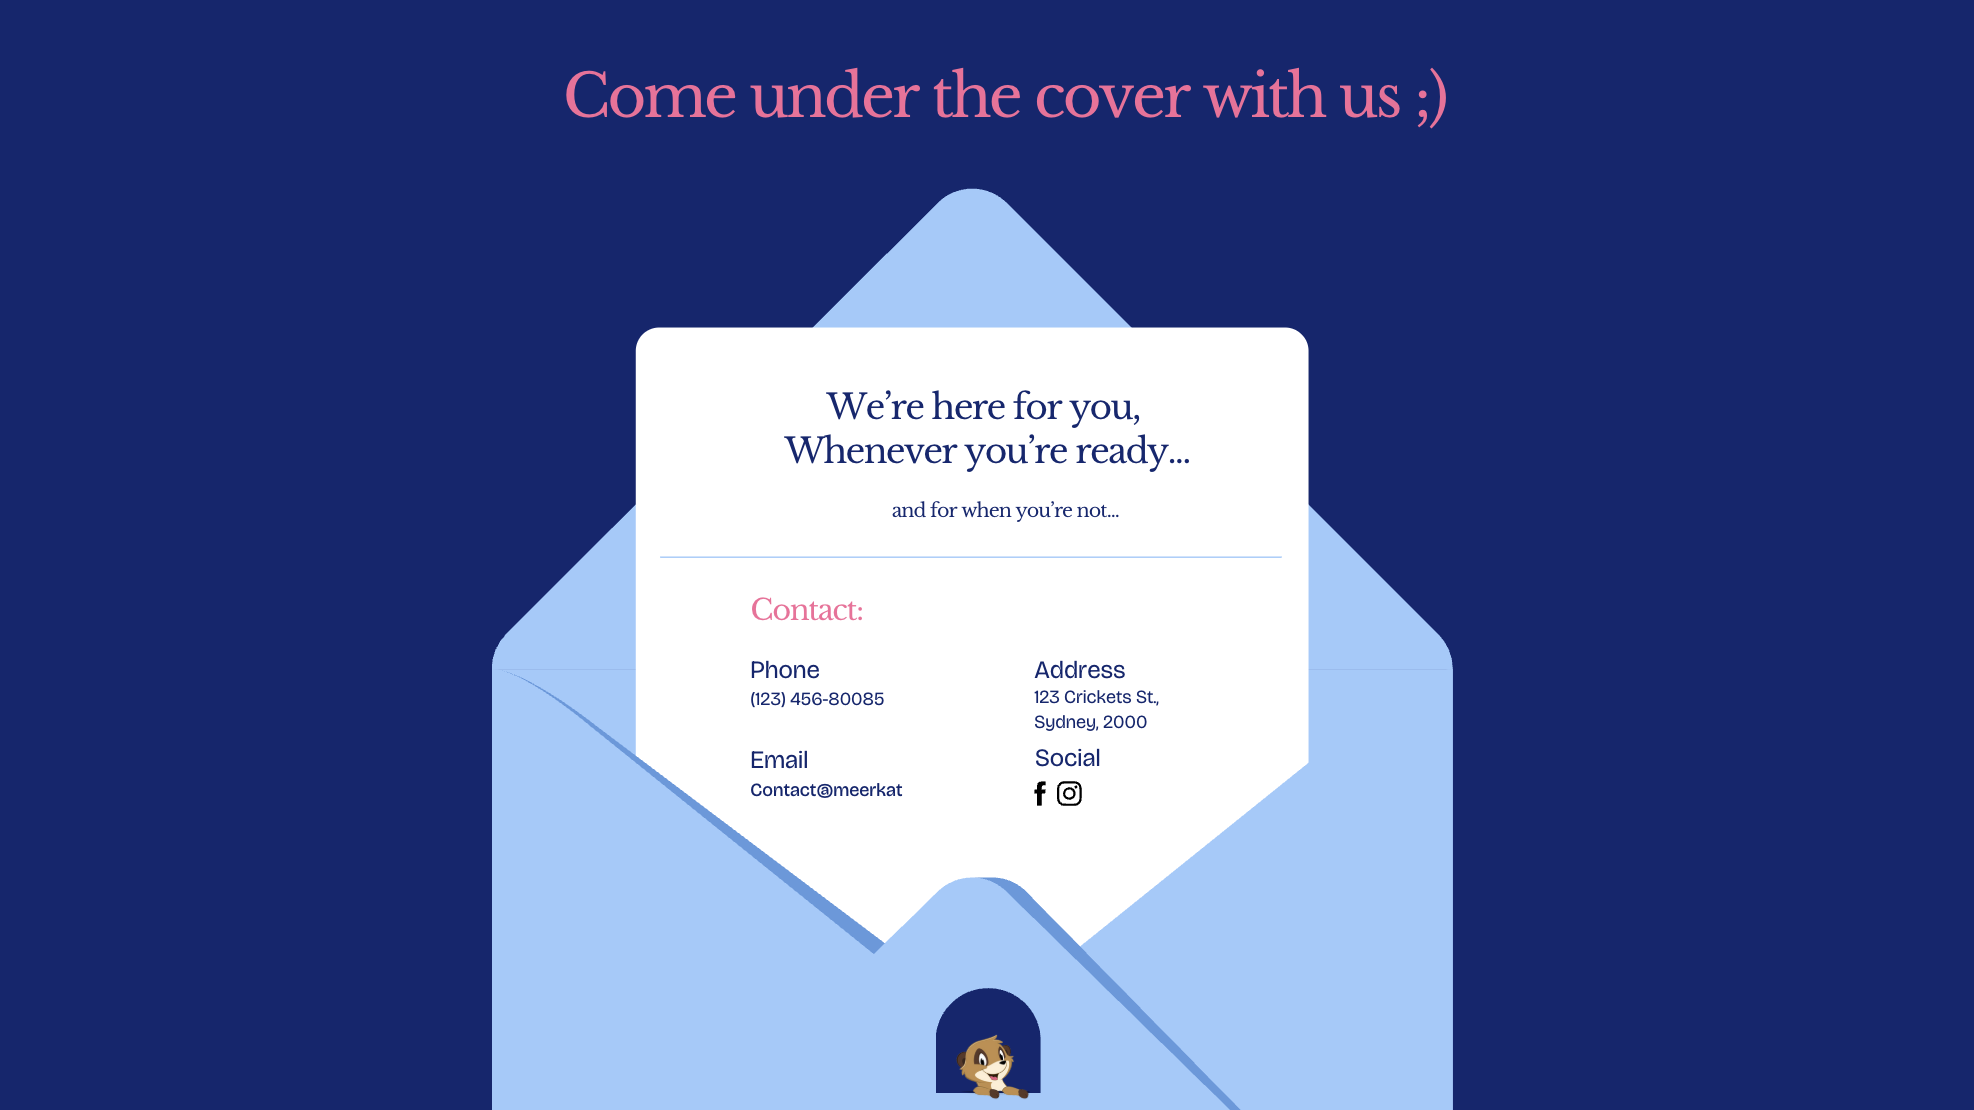 Come under the cover with us ;)
We’re here for you,
Whenever you’re ready...
and for when you’re not...
Contact:
Phone
(123) 456-80085
Address
123 Crickets St.,
Sydney, 2000
Email
Contact@meerkat
Social